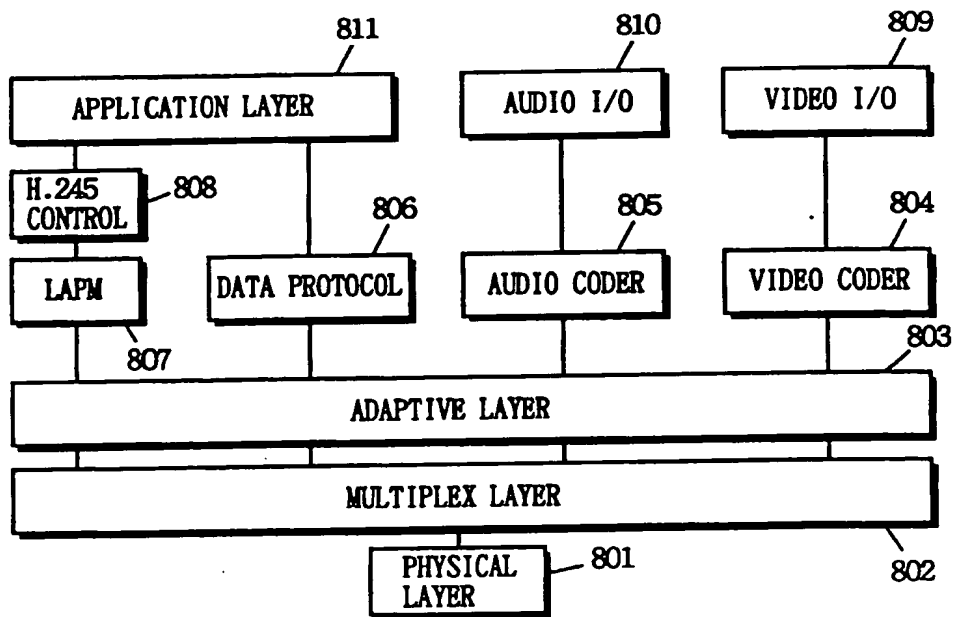 811
810
809
APPLICATION LAYER
AUDIO I/O
VIDEO I/O
H.245
CONTROL
808
806
805
804
LAPM
DATA PROTOCOL
AUDIO CODER
VIDEO CODER
807
803
ADAPTIVE LAYER
MULTIPLEX LAYER
802
PHYSICAL
LAYER
801